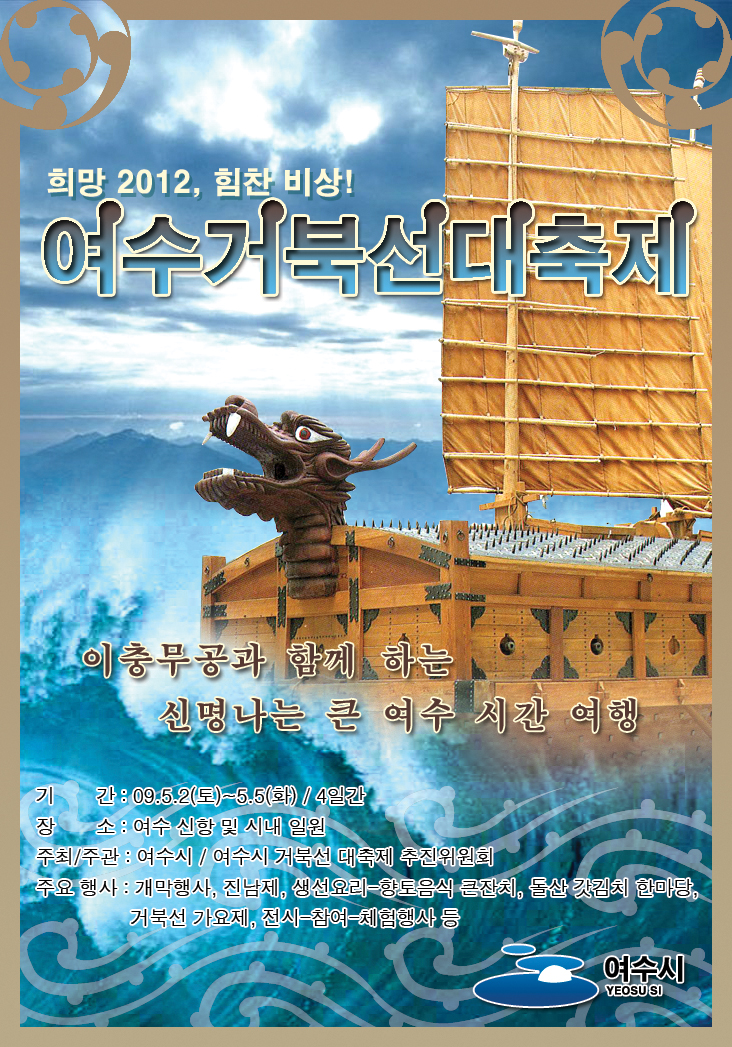 희망 2012, 힘찬 비상!
여수거북선대축제
이충무공과 함께 하는
신명나는 큰 여수 시간 여행
기 간 : 09.5.2(토)~5.5(화) / 4일간
장 소 : 여수 신항 및 시내 일원
주최/주관 : 여수시 / 여수시 거북선 대축제 추진위원회
주요 행사 : 개막행사, 진남제, 생선요리-향토음식 큰잔치, 돌산 갓김치 한마당,
거북선 가요제, 전시-참여-체험행사 등
여수시
YEOSU SI